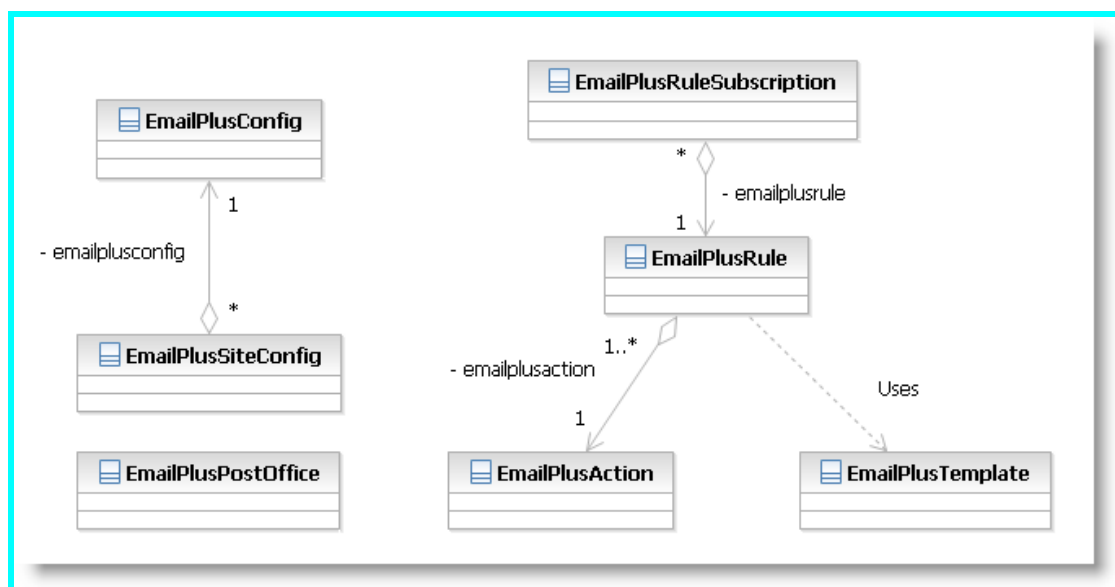 EmailPlusRuleSubscription
EmailPlusConfig
*
1
- emailplusrule
1
- emailplusconfig
EmailPlusRule
*
EmailPlusSiteConfig
1..*
- emailplusaction
Uses
1
EmailPlusPostOffice
EmailPlusAction
EmailPlusTemplate